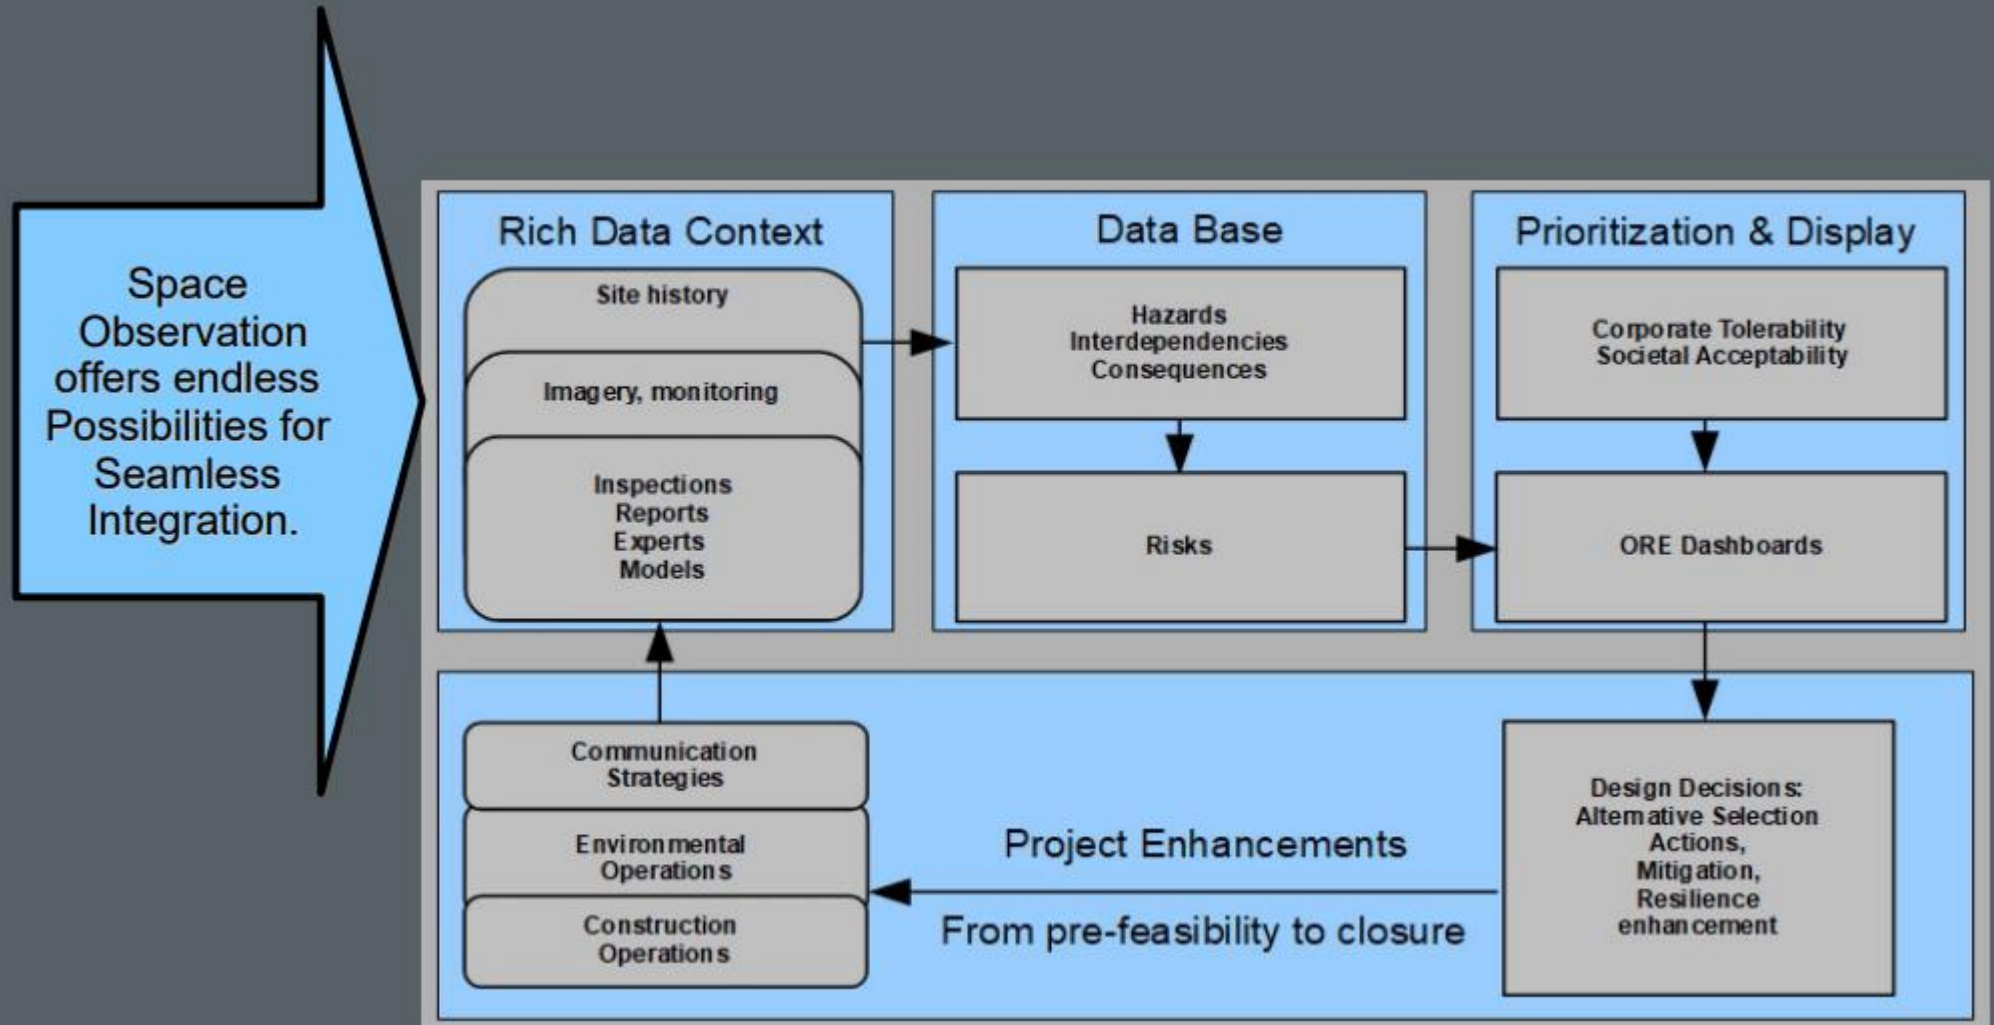 Space
Observation
offers endless
Possibilities for
Seamless
Integration.
Rich Data Context
Site history
Imagery, monitoring
Inspections
Reports
Experts
Models
Data Base
Hazards
Interdependencies
Consequences
Risks
Prioritization & Display
Corporate Tolerability
Societal Acceptability
ORE Dashboards
Communication
Strategies
Environmental
Operations
Construction
Operations
Project Enhancements
From pre-feasibility to closure
Design Decisions:
Alternative Selection
Actions,
Mitigation,
Resilience
enhancement